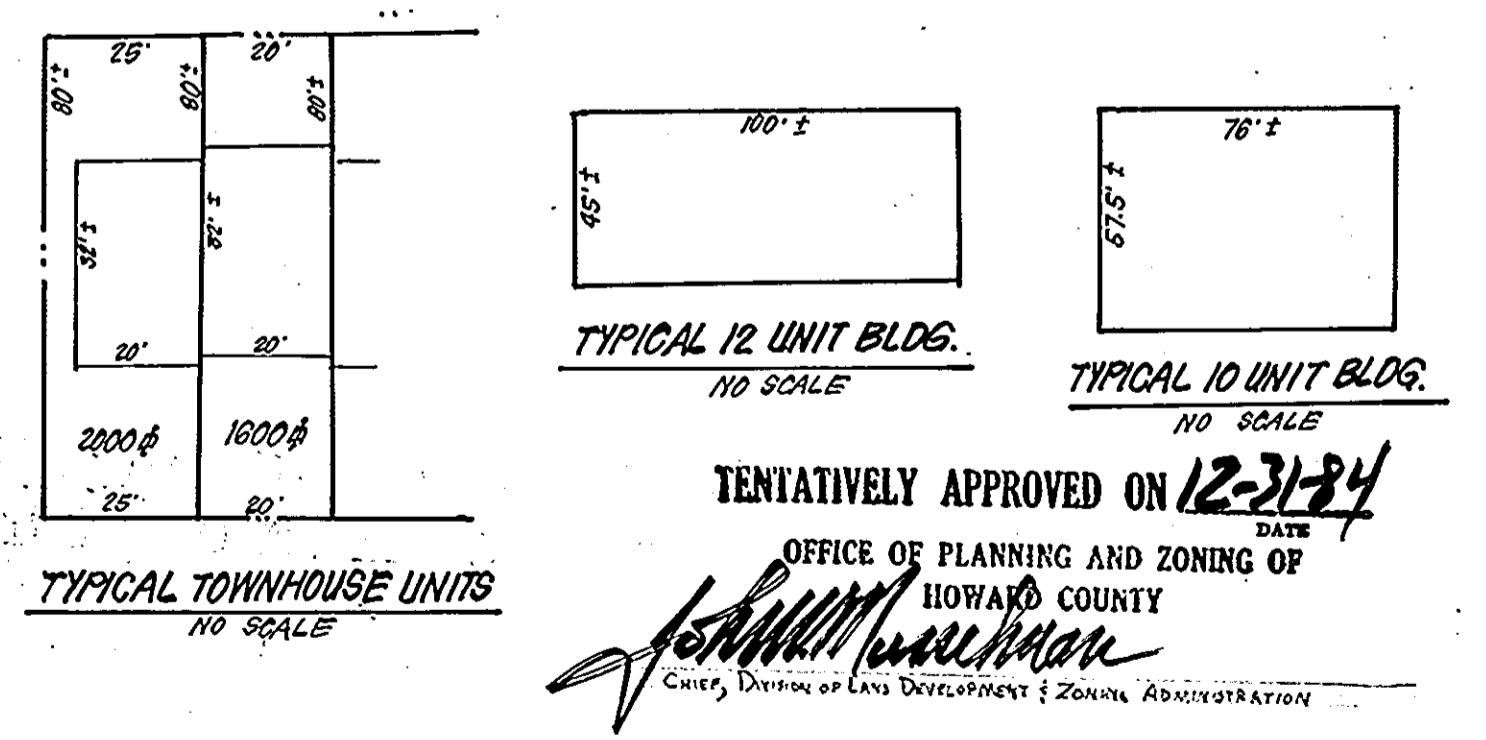 25'
20'
80'±
80'±
80'±
32'±
32'±
20'
20'
2000 ⌽
1600 ⌽
25'
20'
TYPICAL TOWNHOUSE UNITS
NO SCALE
100' ±
45'±
TYPICAL 12 UNIT BLDG.
NO SCALE
76' ±
67.5' ±
TYPICAL 10 UNIT BLDG.
NO SCALE
TENTATIVELY APPROVED ON 12-31-84
DATE
OFFICE OF PLANNING AND ZONING OF
HOWARD COUNTY
CHIEF, DIVISION OF LAND DEVELOPMENT & ZONING ADMINISTRATION